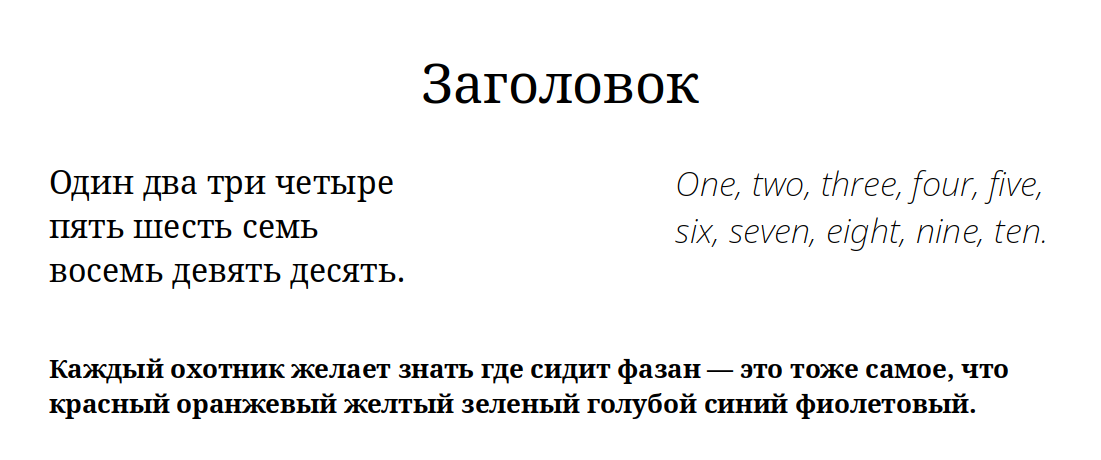 Заголовок
Один два три четыре
пять шесть семь
восемь девять десять.
One, two, three, four, five,
six, seven, eight, nine, ten.
Каждый охотник желает знать где сидит фазан — это тоже самое, что
красный оранжевый желтый зеленый голубой синий фиолетовый.